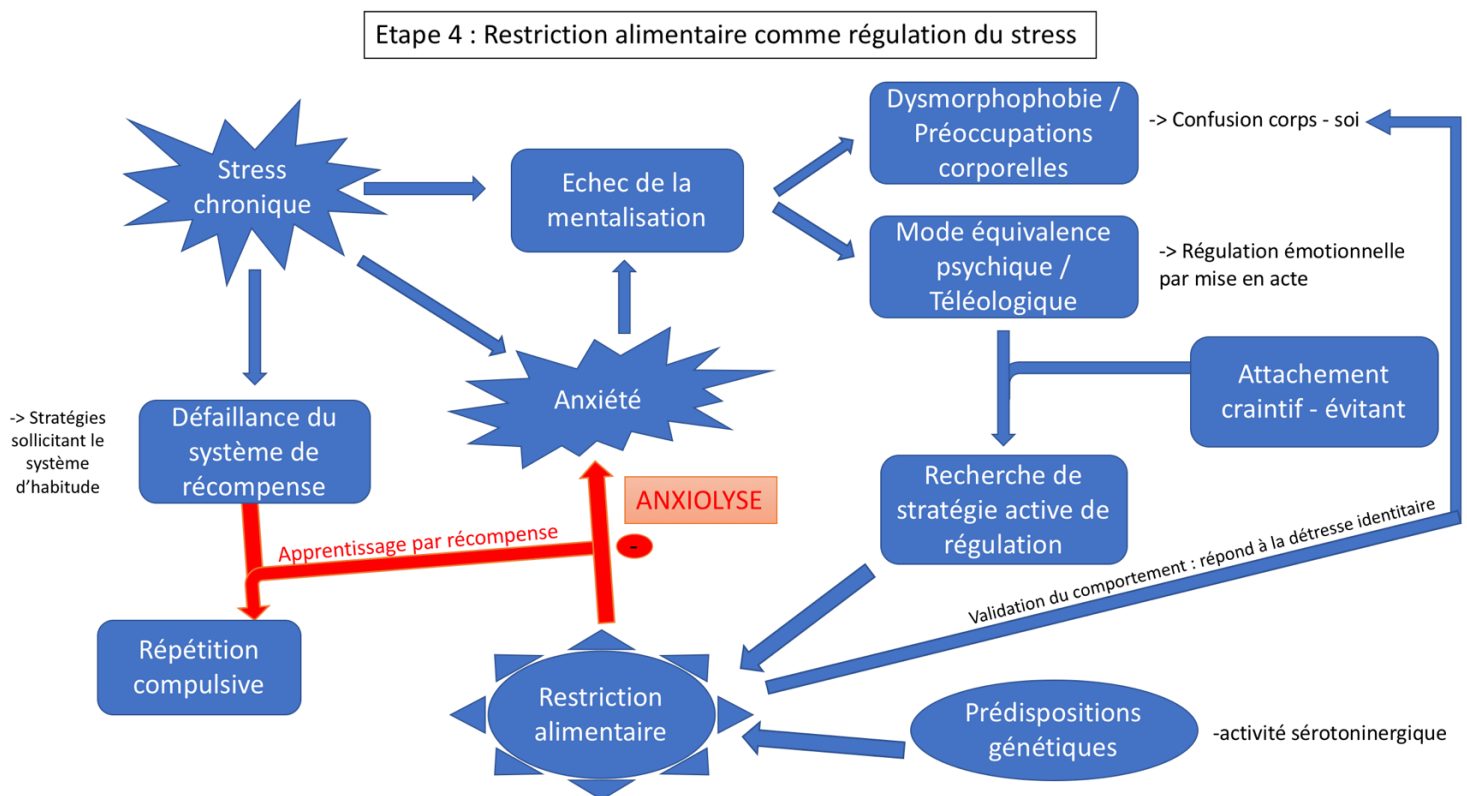 Etape 4 : Restriction alimentaire comme régulation du stress
Stress
chronique
Echec de la
mentalisation
Dysmorphophobie /
Préoccupations
corporelles
-> Confusion corps - soi
Mode équivalence
psychique /
Téléologique
-> Régulation émotionnelle
par mise en acte
Anxiété
Attachement
craintif - évitant
-> Stratégies
sollicitant le
système
d’habitude
Défaillance du
système de
récompense
Recherche de
stratégie active de
régulation
ANXIOLYSE
Apprentissage par récompense
-
Validation du comportement : répond à la détresse identitaire
Répétition
compulsive
Restriction
alimentaire
Prédispositions
génétiques
-activité sérotoninergique